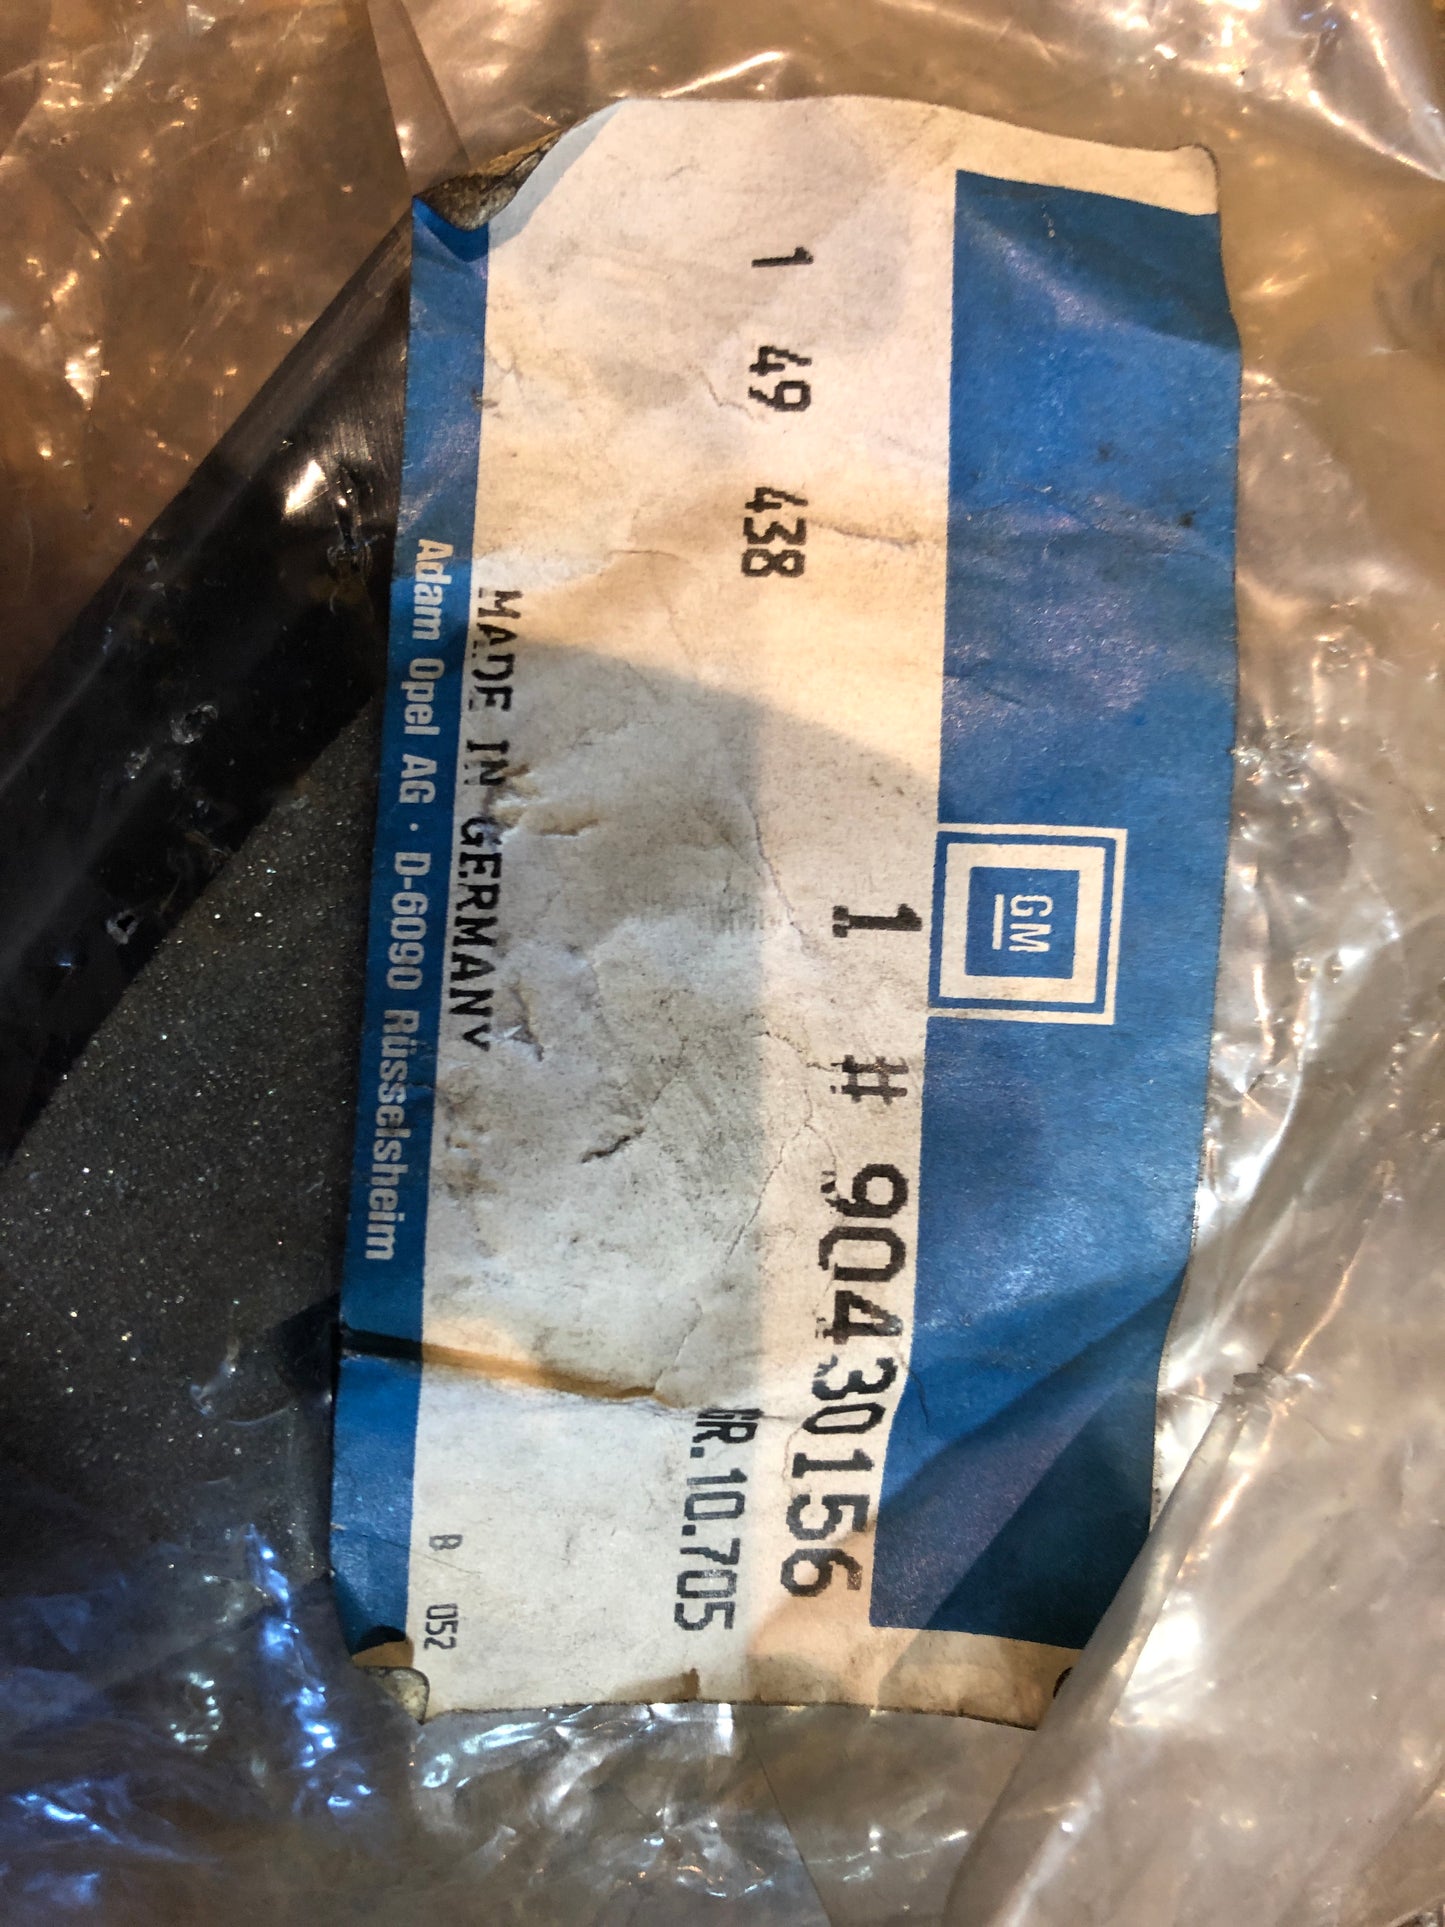 GM
1 # 90430156
1 49 438
GR.10.705
MADE IN GERMANY
B 052
Adam Opel AG · D-6090 Rüsselsheim